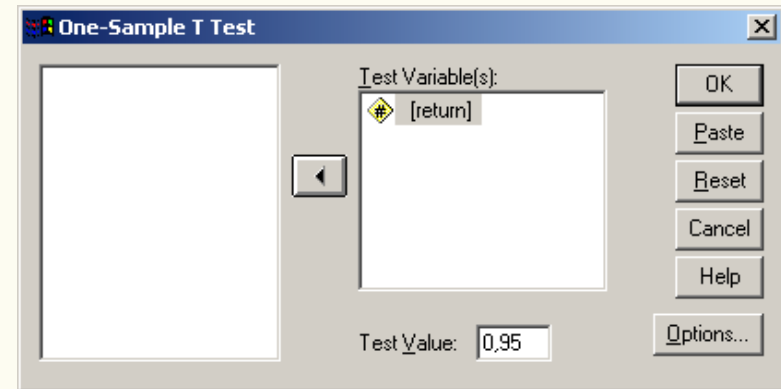 One-Sample T Test
Test Variable(s):
# [return]
OK
Paste
Reset
Cancel
Help
Test Value: 0,95
Options...